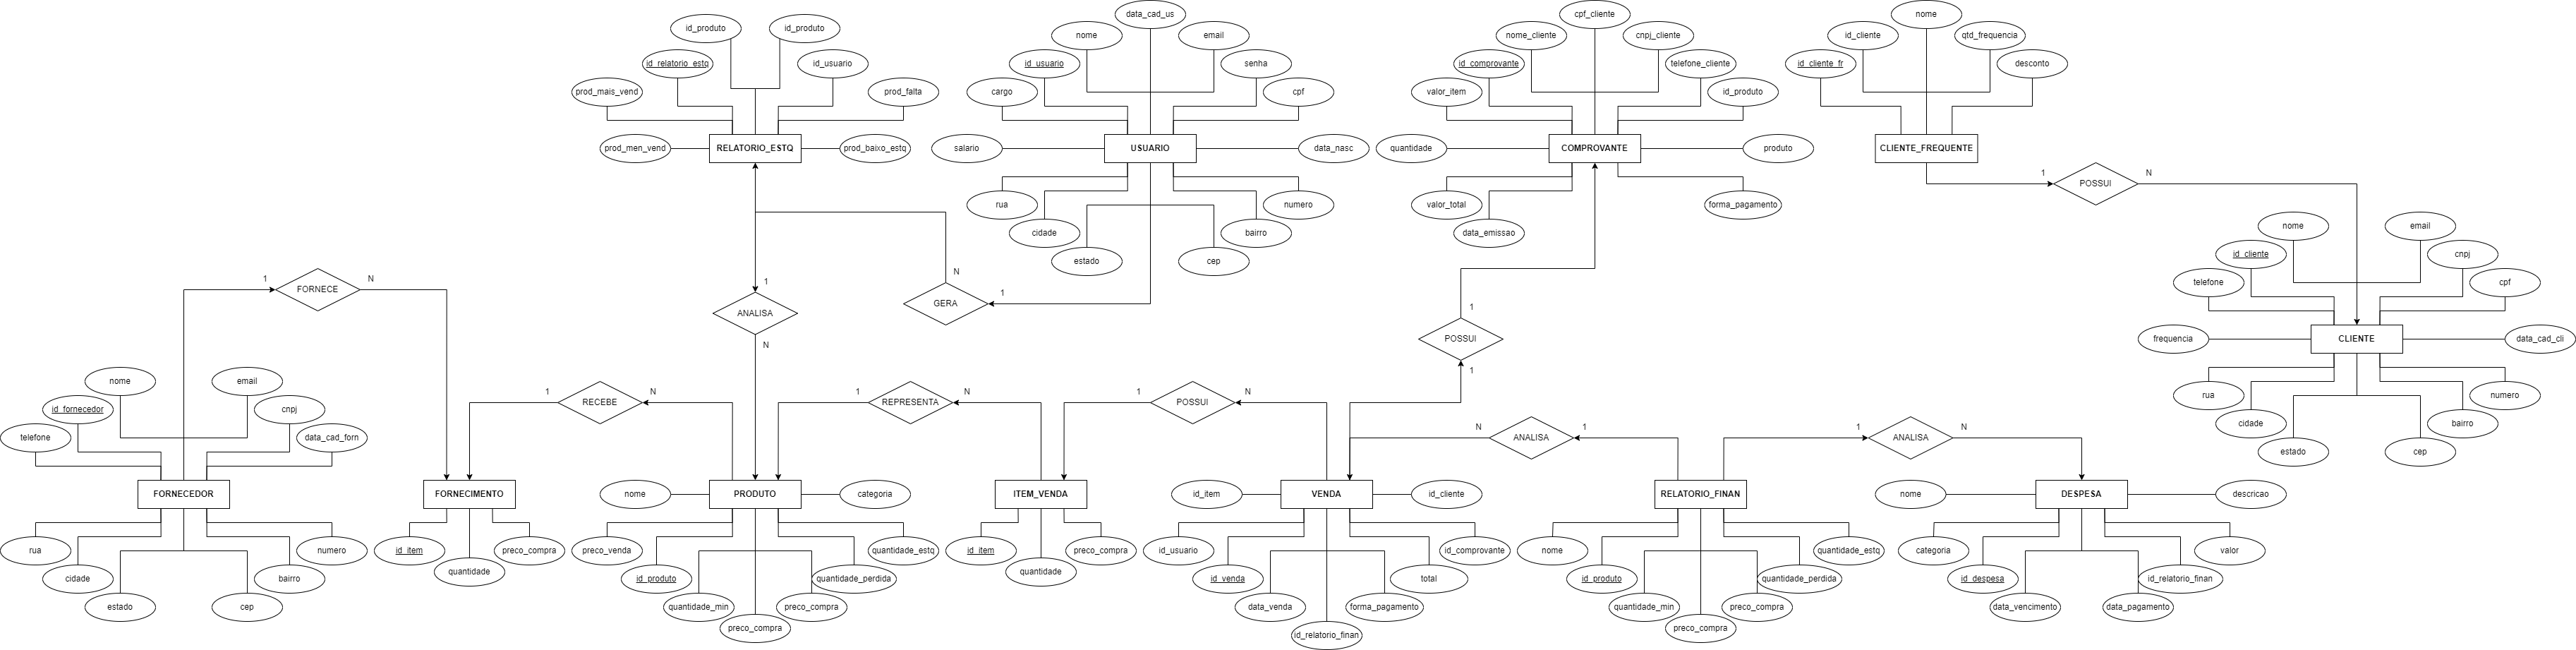 data_cad_us
cpf_cliente
nome
id_produto
id_produto
nome
email
nome_cliente
cnpj_cliente
id_cliente
qtd_frequencia
id_relatorio_estq
id_usuario
id_usuario
senha
id_comprovante
telefone_cliente
id_cliente_fr
desconto
prod_mais_vend
prod_falta
cargo
cpf
valor_item
id_produto
prod_men_vend
RELATORIO_ESTQ
prod_baixo_estq
salario
USUARIO
data_nasc
quantidade
COMPROVANTE
produto
CLIENTE_FREQUENTE
1
POSSUI
N
rua
numero
valor_total
forma_pagamento
cidade
bairro
data_emissao
nome
email
estado
cep
id_cliente
cnpj
1
FORNECE
N
1
N
GERA
1
telefone
cpf
ANALISA
N
1
POSSUI
1
frequencia
CLIENTE
data_cad_cli
nome
email
1
RECEBE
N
1
REPRESENTA
N
1
POSSUI
N
rua
numero
id_fornecedor
cnpj
cidade
bairro
telefone
data_cad_forn
N
ANALISA
1
1
ANALISA
N
estado
cep
FORNECEDOR
FORNECIMENTO
nome
PRODUTO
categoria
ITEM_VENDA
id_item
VENDA
id_cliente
RELATORIO_FINAN
nome
DESPESA
descricao
rua
numero
id_item
preco_compra
preco_venda
quantidade_estq
id_item
preco_compra
id_usuario
id_comprovante
nome
quantidade_estq
categoria
valor
quantidade
quantidade
cidade
bairro
id_produto
quantidade_perdida
id_venda
total
id_produto
quantidade_perdida
id_despesa
id_relatorio_finan
estado
cep
quantidade_min
preco_compra
data_venda
forma_pagamento
quantidade_min
preco_compra
data_vencimento
data_pagamento
preco_compra
id_relatorio_finan
preco_compra